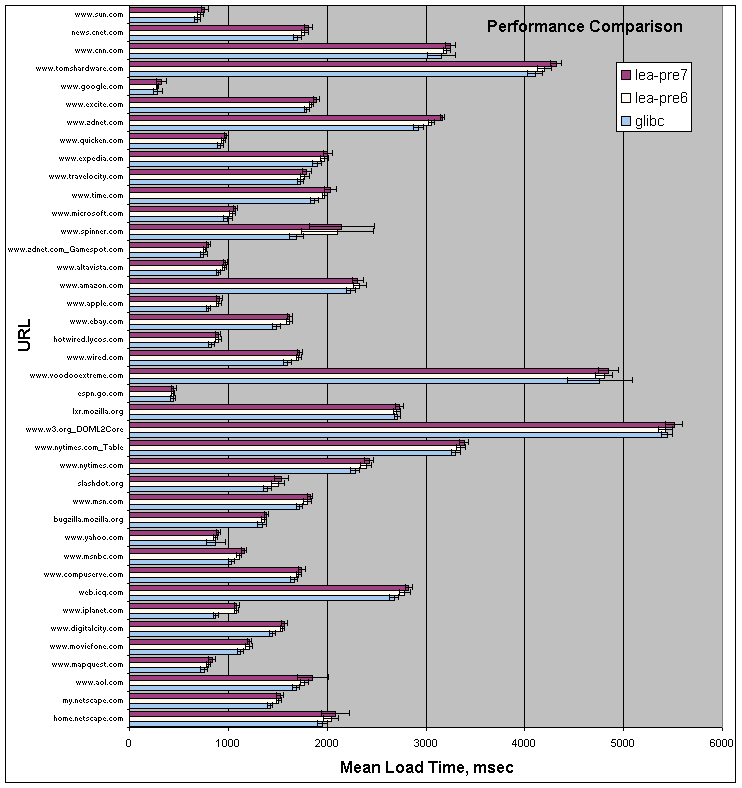 Performance Comparison
lea-pre7
lea-pre6
glibc
URL
www.sun.com
news.cnet.com
www.cnn.com
www.tomshardware.com
www.google.com
www.excite.com
www.zdnet.com
www.quicken.com
www.expedia.com
www.travelocity.com
www.time.com
www.microsoft.com
www.spinner.com
www.zdnet.com_Gamespot.com
www.altavista.com
www.amazon.com
www.apple.com
www.ebay.com
hotwired.lycos.com
www.wired.com
www.voodooextreme.com
espn.go.com
lxr.mozilla.org
www.w3.org_DOML2Core
www.nytimes.com_Table
www.nytimes.com
slashdot.org
www.msn.com
bugzilla.mozilla.org
www.yahoo.com
www.msnbc.com
www.compuserve.com
web.icq.com
www.iplanet.com
www.digitalcity.com
www.moviefone.com
www.mapquest.com
www.aol.com
my.netscape.com
home.netscape.com
0 1000 2000 3000 4000 5000 6000
Mean Load Time, msec